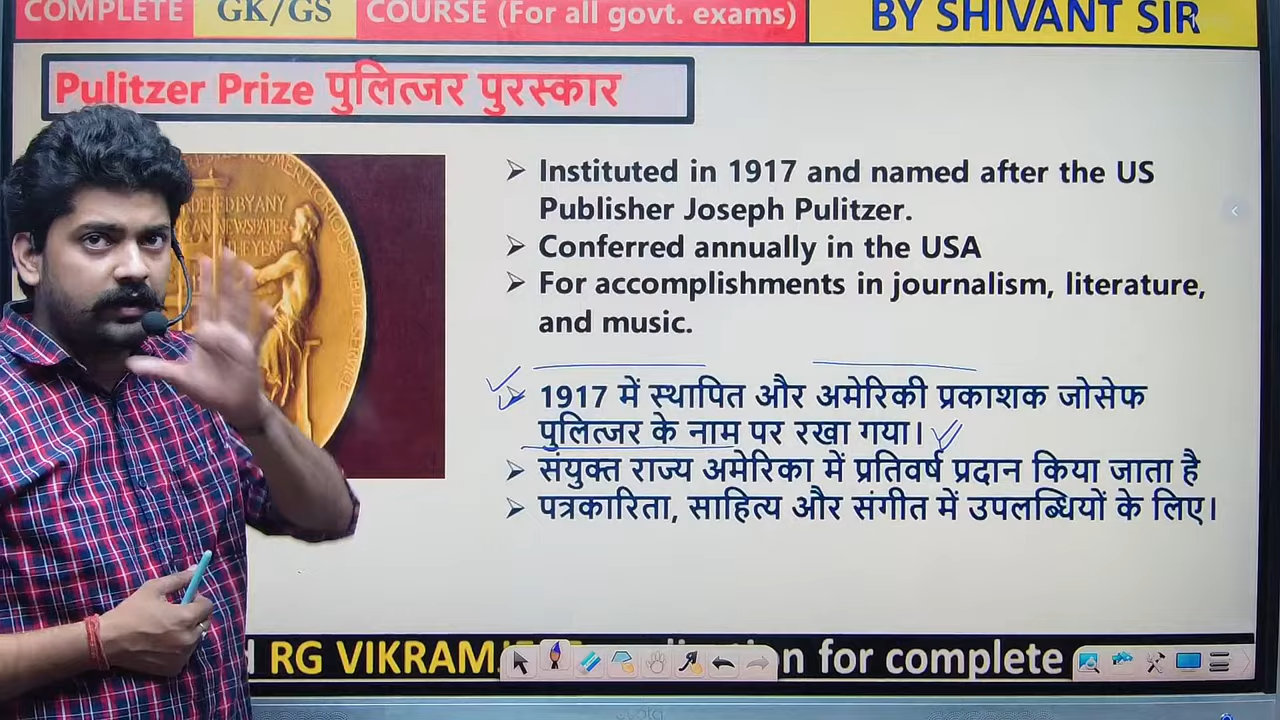 COMPLETE GK/GS COURSE (For all govt. exams) BY SHIVANT SIR
Pulitzer Prize पुलित्जर पुरस्कार
➢ Instituted in 1917 and named after the US
Publisher Joseph Pulitzer.
➢ Conferred annually in the USA
➢ For accomplishments in journalism, literature,
and music.
➢ 1917 में स्थापित और अमेरिकी प्रकाशक जोसेफ
पुलित्जर के नाम पर रखा गया।
➢ संयुक्त राज्य अमेरिका में प्रतिवर्ष प्रदान किया जाता है
➢ पत्रकारिता, साहित्य और संगीत में उपलब्धियों के लिए।
RG for complete